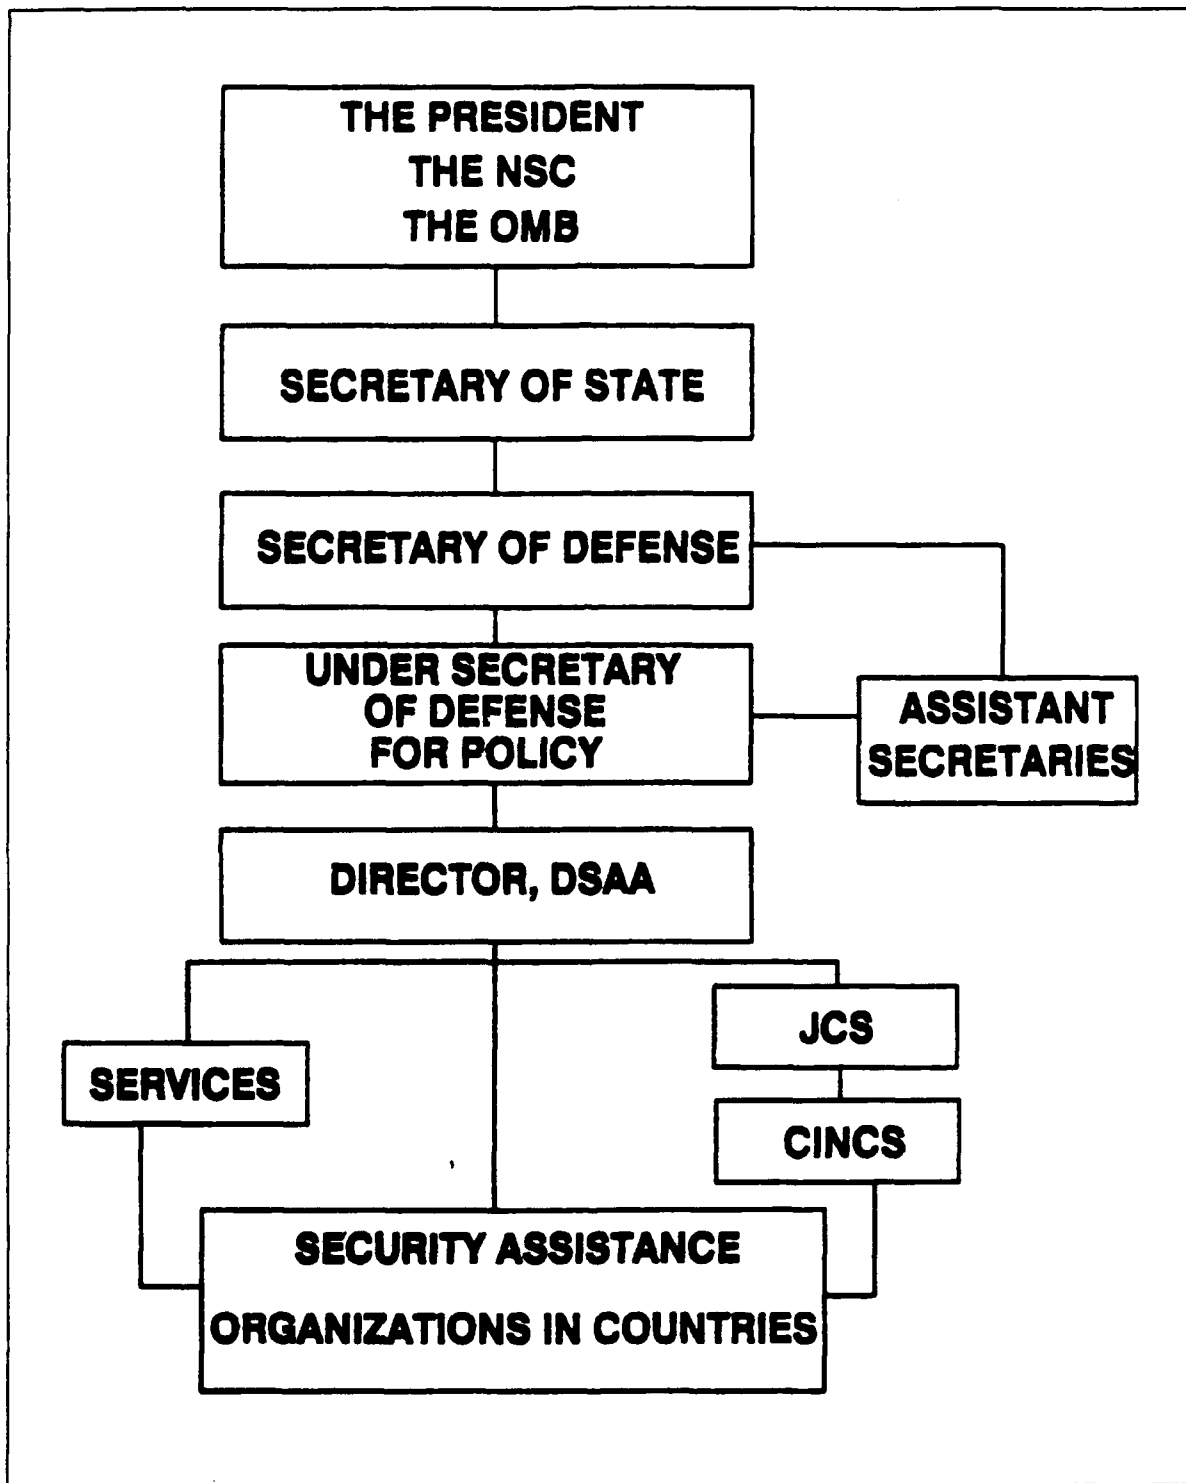 THE PRESIDENT
THE NSC
THE OMB
SECRETARY OF STATE
SECRETARY OF DEFENSE
UNDER SECRETARY
OF DEFENSE
FOR POLICY
ASSISTANT
SECRETARIES
DIRECTOR, DSAA
JCS
SERVICES
CINCS
SECURITY ASSISTANCE
ORGANIZATIONS IN COUNTRIES